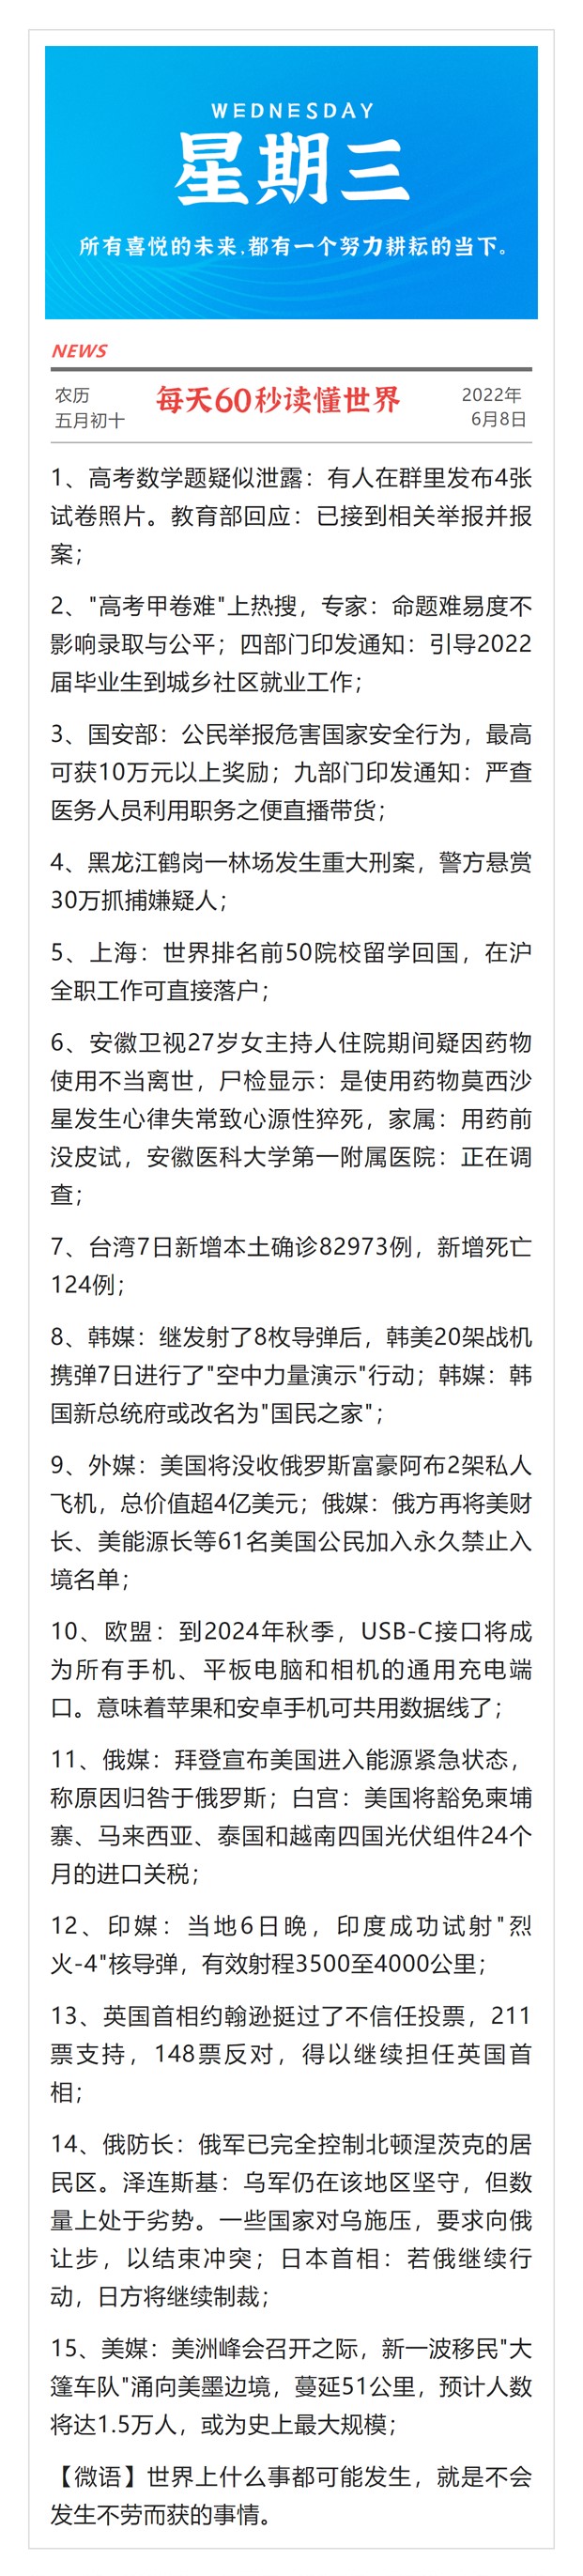 WEDNESDAY
星期三
所有喜悦的未来,都有一个努力耕耘的当下。
NEWS
农历
五月初十
每天60秒读懂世界
2022年
6月8日
1、高考数学题疑似泄露：有人在群里发布4张
试卷照片。教育部回应：已接到相关举报并报
案；
2、"高考甲卷难"上热搜，专家：命题难易度不
影响录取与公平；四部门印发通知：引导2022
届毕业生到城乡社区就业工作；
3、国安部：公民举报危害国家安全行为，最高
可获10万元以上奖励；九部门印发通知：严查
医务人员利用职务之便直播带货；
4、黑龙江鹤岗一林场发生重大刑案，警方悬赏
30万抓捕嫌疑人；
5、上海：世界排名前50院校留学回国，在沪
全职工作可直接落户；
6、安徽卫视27岁女主持人住院期间疑因药物
使用不当离世，尸检显示：是使用药物莫西沙
星发生心律失常致心源性猝死，家属：用药前
没皮试，安徽医科大学第一附属医院：正在调
查；
7、台湾7日新增本土确诊82973例，新增死亡
124例；
8、韩媒：继发射了8枚导弹后，韩美20架战机
携弹7日进行了"空中力量演示"行动；韩媒：韩
国新总统府或改名为"国民之家"；
9、外媒：美国将没收俄罗斯富豪阿布2架私人
飞机，总价值超4亿美元；俄媒：俄方再将美财
长、美能源长等61名美国公民加入永久禁止入
境名单；
10、欧盟：到2024年秋季，USB-C接口将成
为所有手机、平板电脑和相机的通用充电端
口。意味着苹果和安卓手机可共用数据线了；
11、俄媒：拜登宣布美国进入能源紧急状态，
称原因归咎于俄罗斯；白宫：美国将豁免柬埔
寨、马来西亚、泰国和越南四国光伏组件24个
月的进口关税；
12、印媒：当地6日晚，印度成功试射"烈
火-4"核导弹，有效射程3500至4000公里；
13、英国首相约翰逊挺过了不信任投票，211
票支持，148票反对，得以继续担任英国首
相；
14、俄防长：俄军已完全控制北顿涅茨克的居
民区。泽连斯基：乌军仍在该地区坚守，但数
量上处于劣势。一些国家对乌施压，要求向俄
让步，以结束冲突；日本首相：若俄继续行
动，日方将继续制裁；
15、美媒：美洲峰会召开之际，新一波移民"大
篷车队"涌向美墨边境，蔓延51公里，预计人数
将达1.5万人，或为史上最大规模；
【微语】世界上什么事都可能发生，就是不会
发生不劳而获的事情。